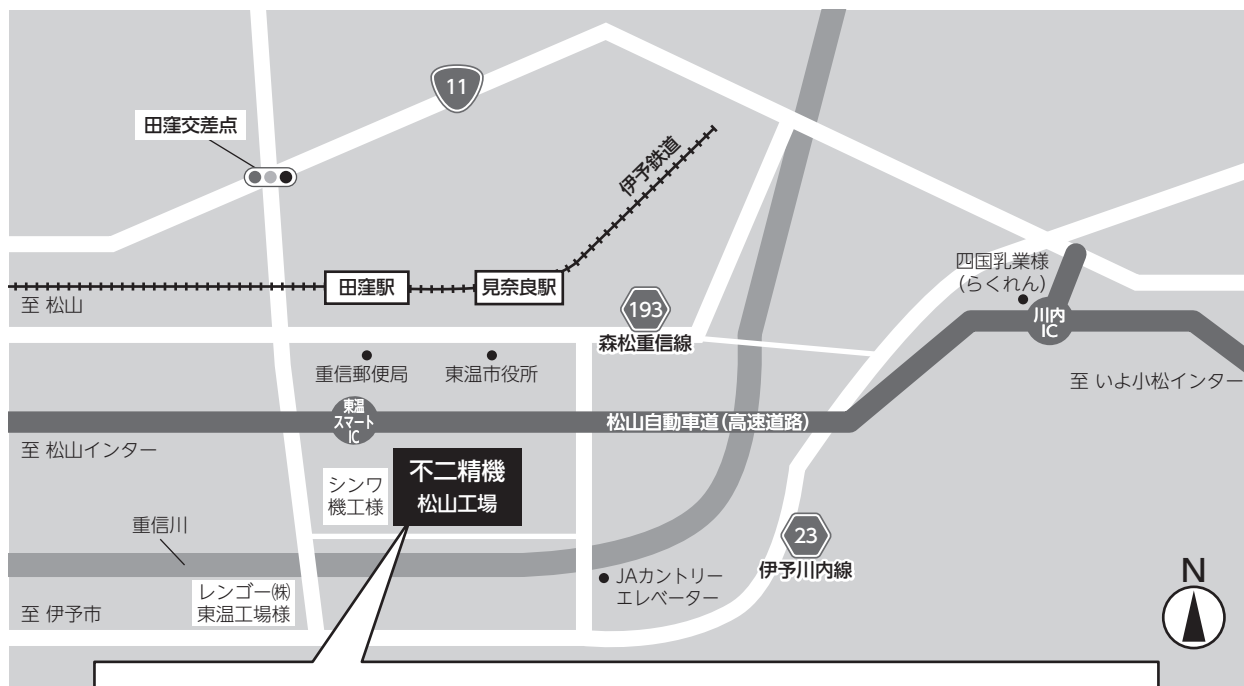 11
田窪交差点
伊予鉄道
田窪駅
見奈良駅
四国乳業様
(らくれん)
至 松山
193
森松重信線
川内
IC
重信郵便局
東温市役所
至 いよ小松インター
東温
スマート
IC
松山自動車道(高速道路)
至 松山インター
シンワ
機工様
不二精機
松山工場
重信川
23
伊予川内線
JAカントリー
エレベーター
レンゴー㈱
東温工場様
至 伊予市
N